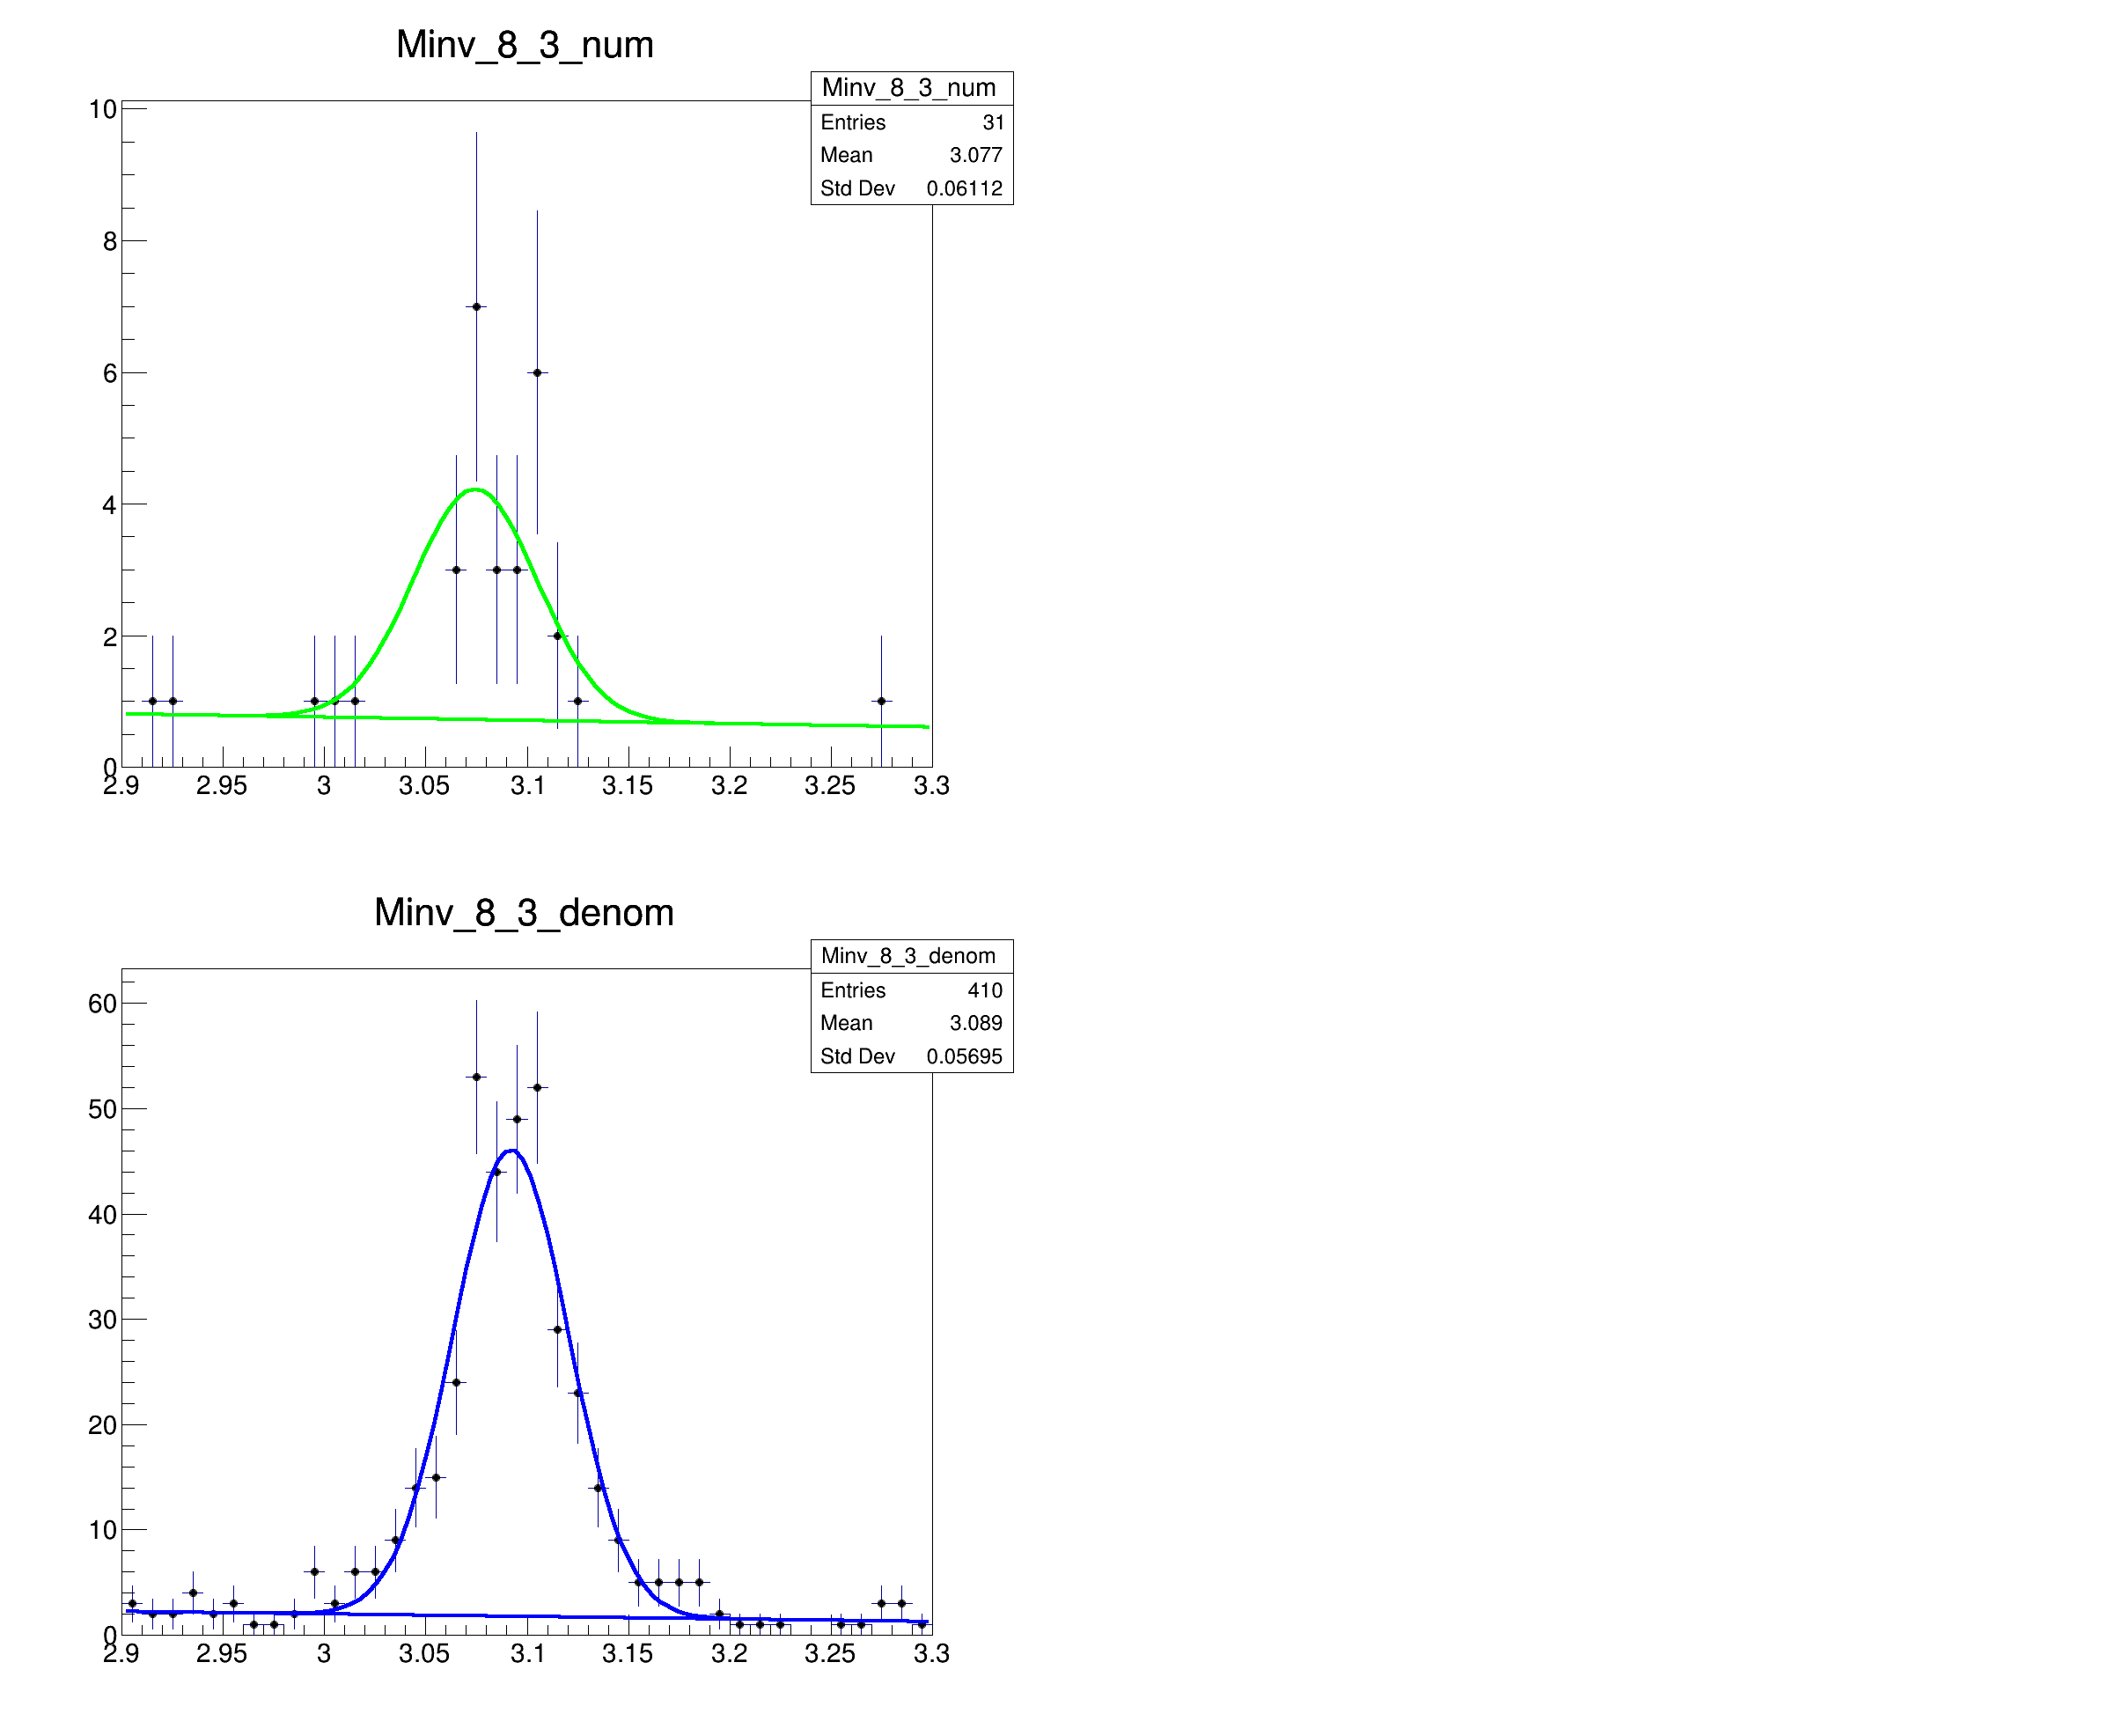 Minv_8_3_num
Minv_8_3_num
Entries 31
Mean 3.077
Std Dev 0.06112
10
8
6
4
2
0
2.9 2.95 3 3.05 3.1 3.15 3.2 3.25 3.3
Minv_8_3_denom
Minv_8_3_denom
Entries 410
Mean 3.089
Std Dev 0.05695
60
50
40
30
20
10
0
2.9 2.95 3 3.05 3.1 3.15 3.2 3.25 3.3